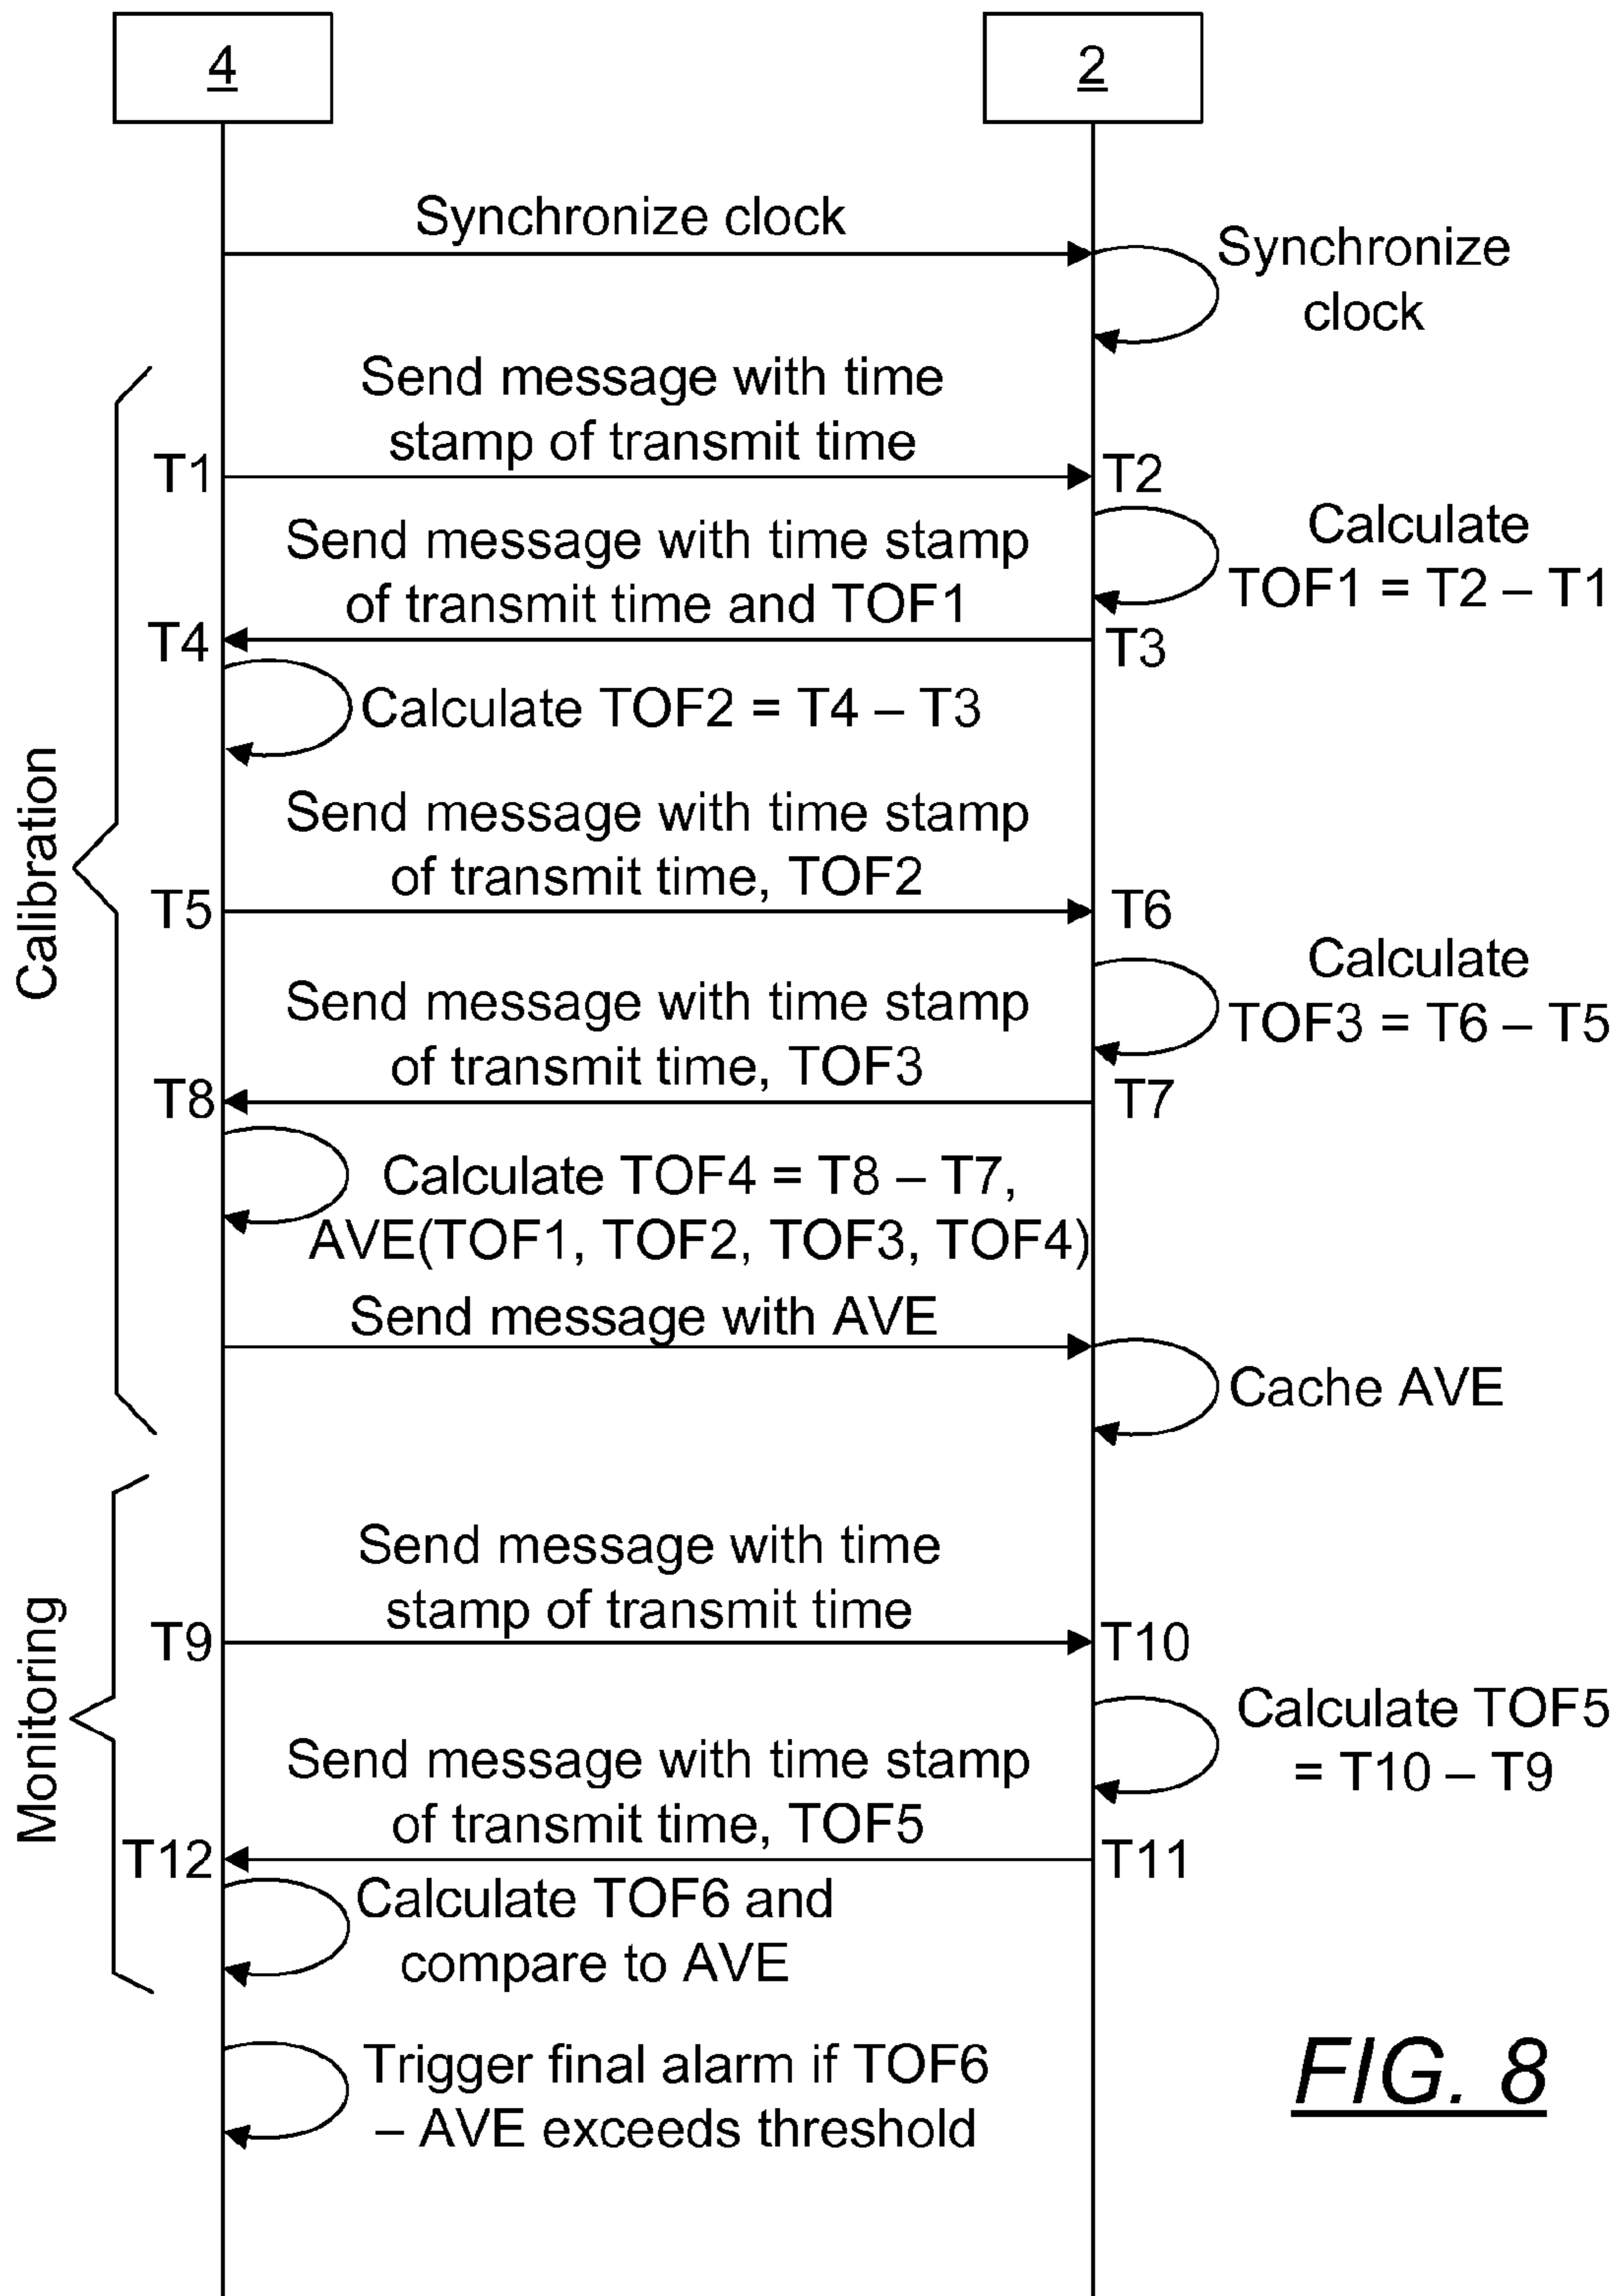 4
2
Synchronize clock
Synchronize
clock
Send message with time
stamp of transmit time
T1
T2
Calculate
TOF1 = T2 – T1
Send message with time stamp
of transmit time and TOF1
T4
T3
Calculate TOF2 = T4 – T3
Calibration
Send message with time stamp
of transmit time, TOF2
T5
T6
Calculate
TOF3 = T6 – T5
Send message with time stamp
of transmit time, TOF3
T8
T7
Calculate TOF4 = T8 – T7,
AVE(TOF1, TOF2, TOF3, TOF4)
Send message with AVE
Cache AVE
Monitoring
Send message with time
stamp of transmit time
T9
T10
Calculate TOF5
= T10 – T9
Send message with time stamp
of transmit time, TOF5
T12
T11
Calculate TOF6 and
compare to AVE
Trigger final alarm if TOF6
– AVE exceeds threshold
FIG. 8